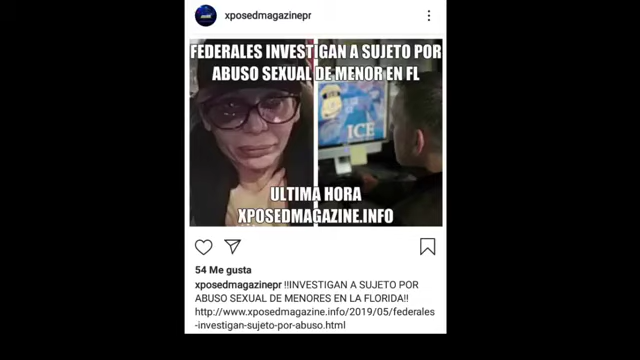 xposedmagazinepr
FEDERALES INVESTIGAN A SUJETO POR
ABUSO SEXUAL DE MENOR EN FL
ICE
ULTIMA HORA
XPOSEDMAGAZINE.INFO
54 Me gusta
xposedmagazinepr !!INVESTIGAN A SUJETO POR
ABUSO SEXUAL DE MENORES EN LA FLORIDA!!
http://www.xposedmagazine.info/2019/05/federales
-investigan-sujeto-por-abuso.html